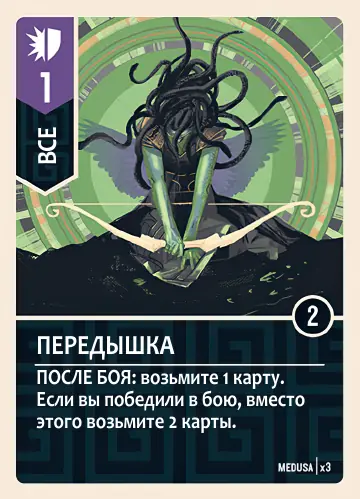 1
ВСЕ
2
ПЕРЕДЫШКА
ПОСЛЕ БОЯ: возьмите 1 карту.
Если вы победили в бою, вместо
этого возьмите 2 карты.
MEDUSA | x3